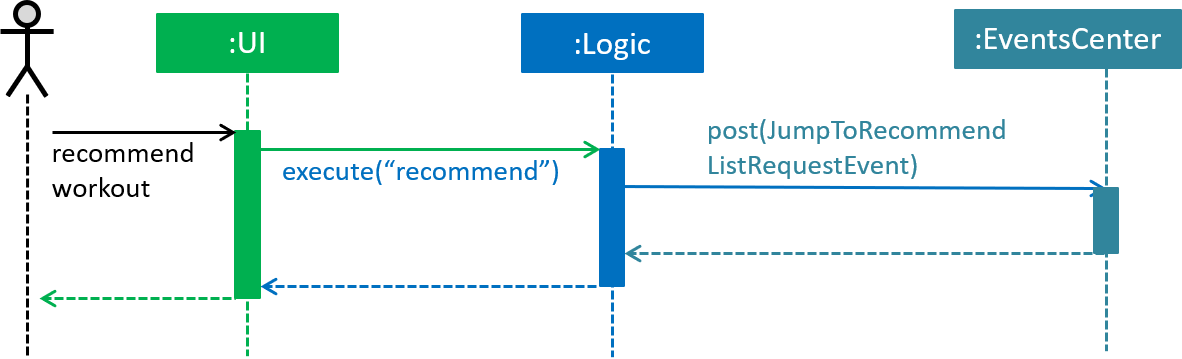 :UI
:Logic
:EventsCenter
recommend
workout
execute(“recommend”)
post(JumpToRecommend
ListRequestEvent)